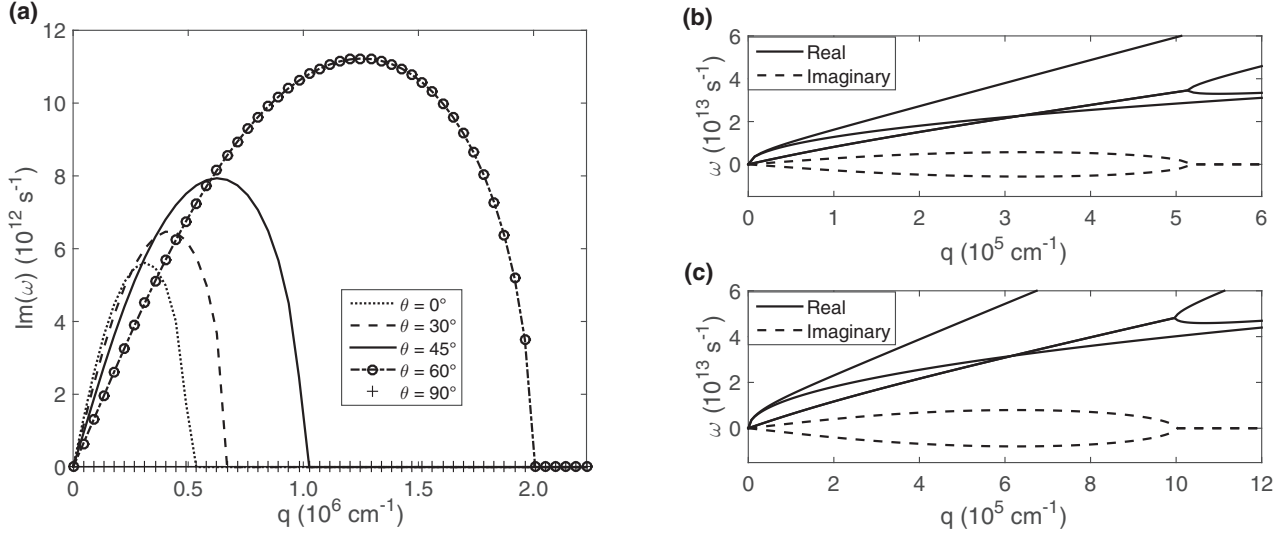 (a)
12
10
8
6
4
2
0
Im(ω) (10¹² s⁻¹)
θ = 0°
θ = 30°
θ = 45°
θ = 60°
θ = 90°
0 0.5 1.0 1.5 2.0
q (10⁶ cm⁻¹)
(b)
6
4
2
0
ω (10¹³ s⁻¹)
Real
Imaginary
0 1 2 3 4 5 6
q (10⁵ cm⁻¹)
(c)
6
4
2
0
ω (10¹³ s⁻¹)
Real
Imaginary
0 2 4 6 8 10 12
q (10⁵ cm⁻¹)